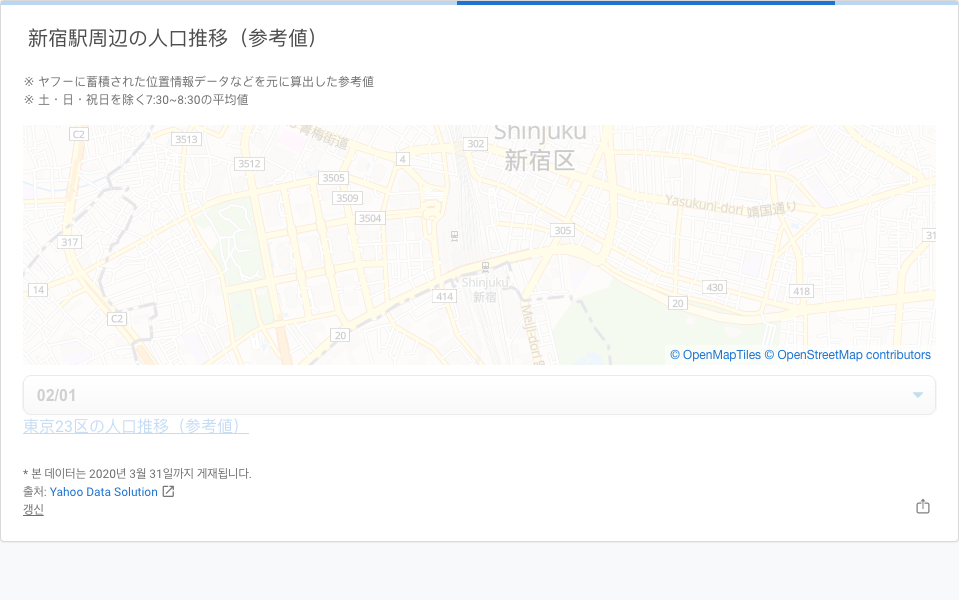 新宿駅周辺の人口推移（参考値）
※ ヤフーに蓄積された位置情報データなどを元に算出した参考値
※ 土・日・祝日を除く7:30~8:30の平均値
C2
3513
青梅街道
302
Shinjuku
新宿区
3512
4
3505
3509
3504
Yasukuni-dori 靖国通り
305
317
31
14
414
Shinjuku
新宿
430
418
20
C2
20
Meiji-dori
© OpenMapTiles © OpenStreetMap contributors
02/01
東京23区の人口推移（参考値）
* 본 데이터는 2020년 3월 31일까지 게재됩니다.
출처: Yahoo Data Solution
갱신